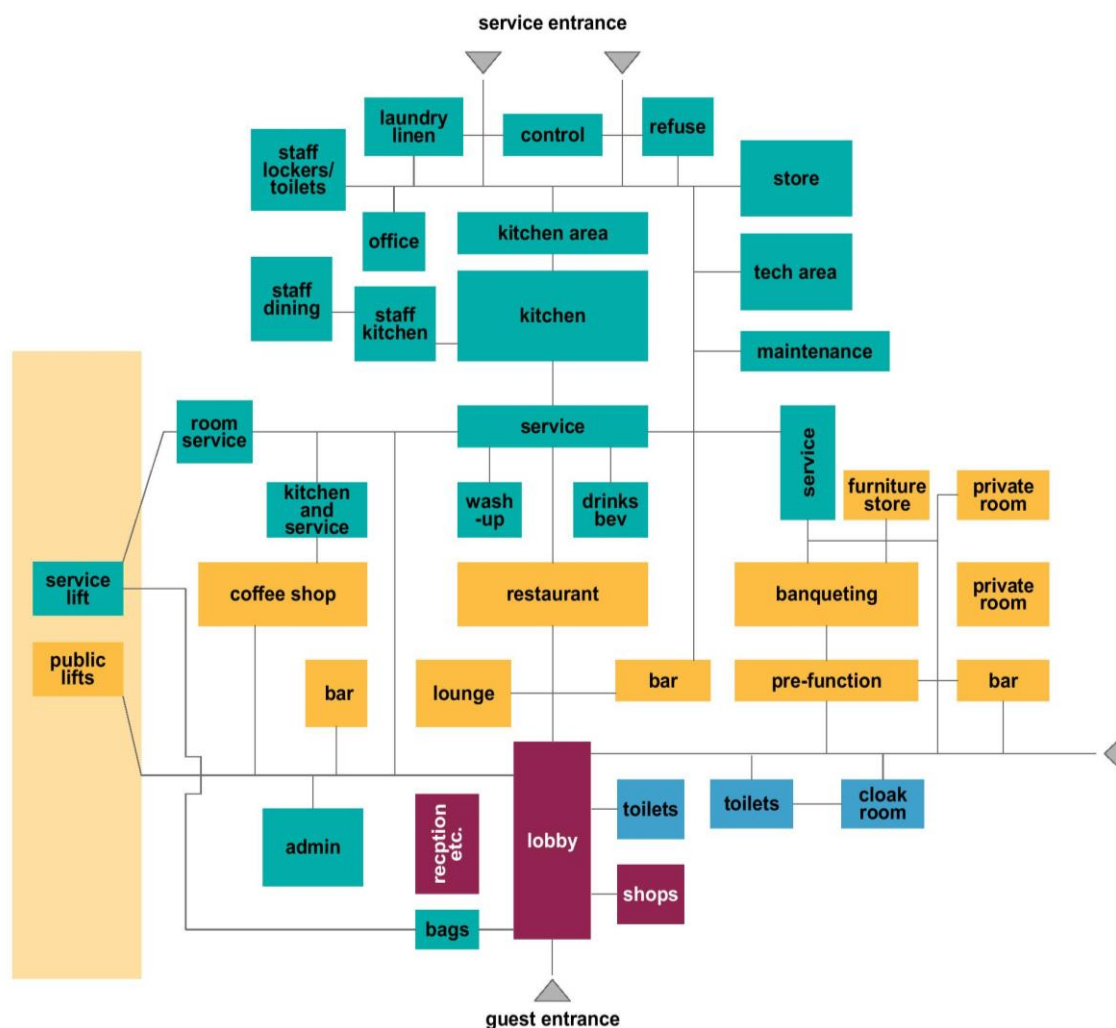 service entrance
laundry
linen
control
refuse
staff
lockers/
toilets
store
office
kitchen area
tech area
staff
dining
staff
kitchen
kitchen
maintenance
room
service
service
service
kitchen
and
service
wash
-up
drinks
bev
furniture
store
private
room
service
lift
coffee shop
restaurant
banqueting
private
room
public
lifts
bar
lounge
bar
pre-function
bar
admin
recption
etc.
lobby
toilets
toilets
cloak
room
shops
bags
guest entrance